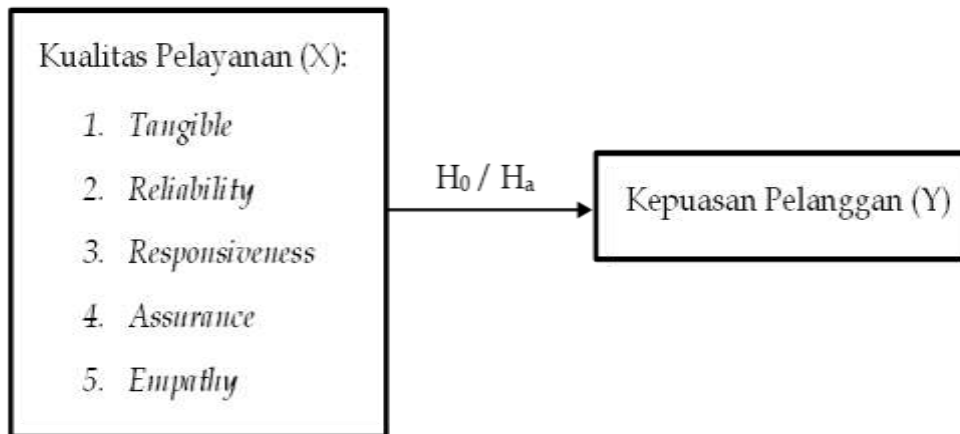 Kualitas Pelayanan (X):
1. Tangible
2. Reliability
3. Responsiveness
4. Assurance
5. Empathy
H₀ / Hₐ
Kepuasan Pelanggan (Y)